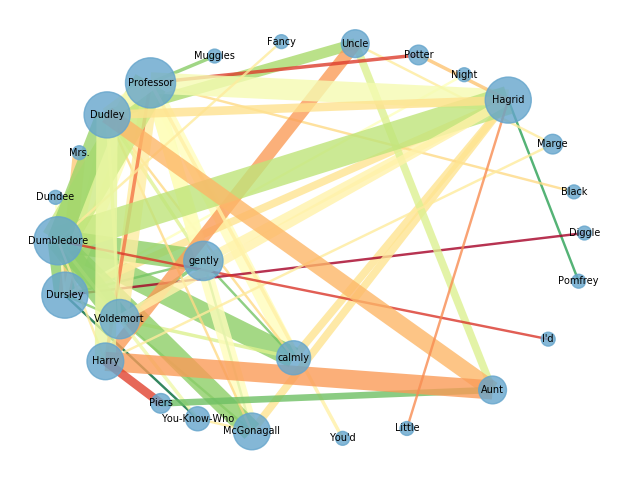 Fancy
Uncle
Muggles
Potter
Night
Professor
Hagrid
Dudley
Marge
Mrs.
Black
Dundee
Diggle
Dumbledore
gently
Pomfrey
Dursley
Voldemort
I'd
calmly
Harry
Aunt
Piers
You-Know-Who
Little
McGonagall
You'd